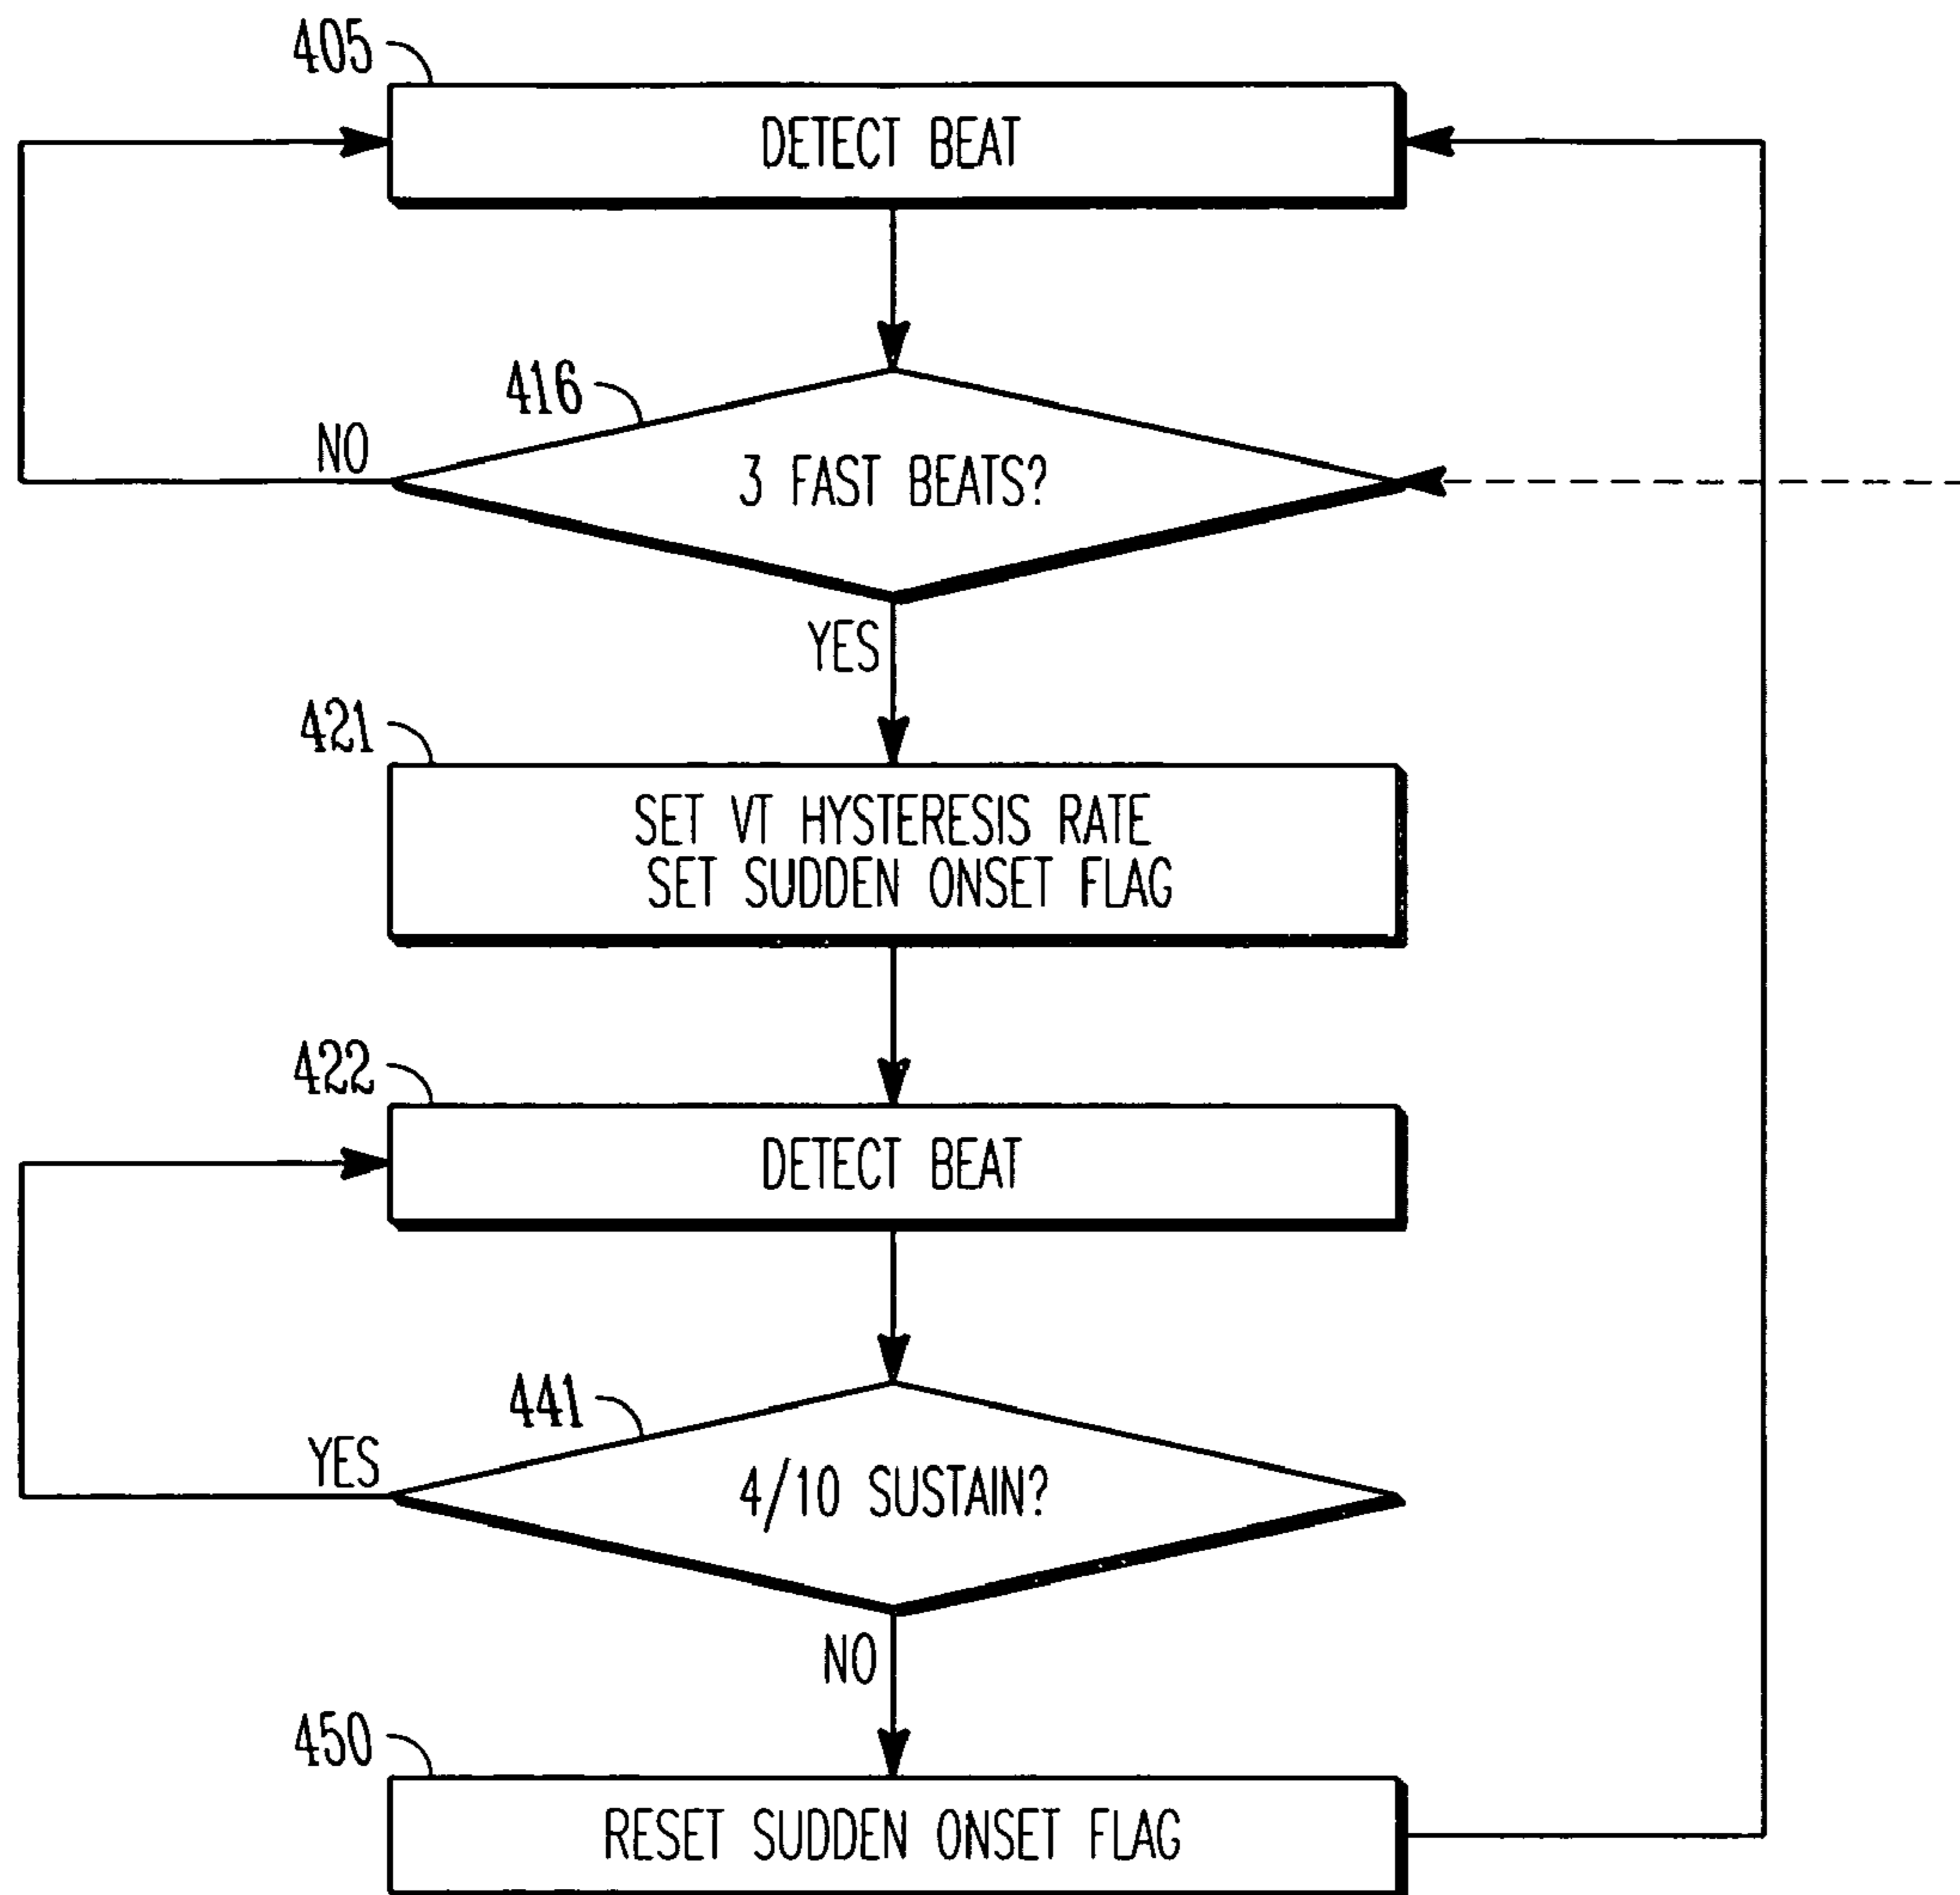 405
DETECT BEAT
416
NO
3 FAST BEATS?
YES
421
SET VT HYSTERESIS RATE
SET SUDDEN ONSET FLAG
422
DETECT BEAT
441
YES
4/10 SUSTAIN?
NO
450
RESET SUDDEN ONSET FLAG